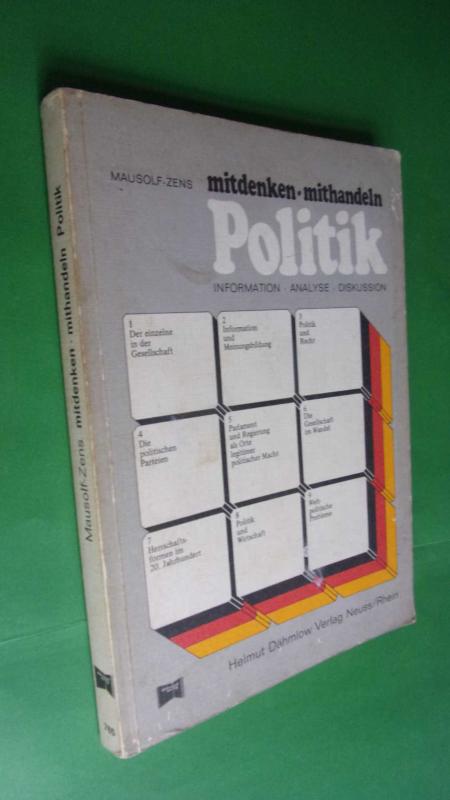 MAUSOLF-ZENS
mitdenken · mithandeln
Politik
INFORMATION · ANALYSE · DISKUSSION
1
Der einzelne
in der
Gesellschaft
2
Information
und
Meinungsbildung
3
Politik
und
Recht
4
Die
politischen
Parteien
5
Parlament
und Regierung
als Orte
legitimer
politischer Macht
6
Die
Gesellschaft
im Wandel
7
Herrschafts-
formen im
20. Jahrhundert
8
Politik
und
Wirtschaft
9
Welt-
politische
Probleme
Helmut Dähmlow Verlag Neuss/Rhein
Mausolf-Zens mitdenken · mithandeln Politik
785